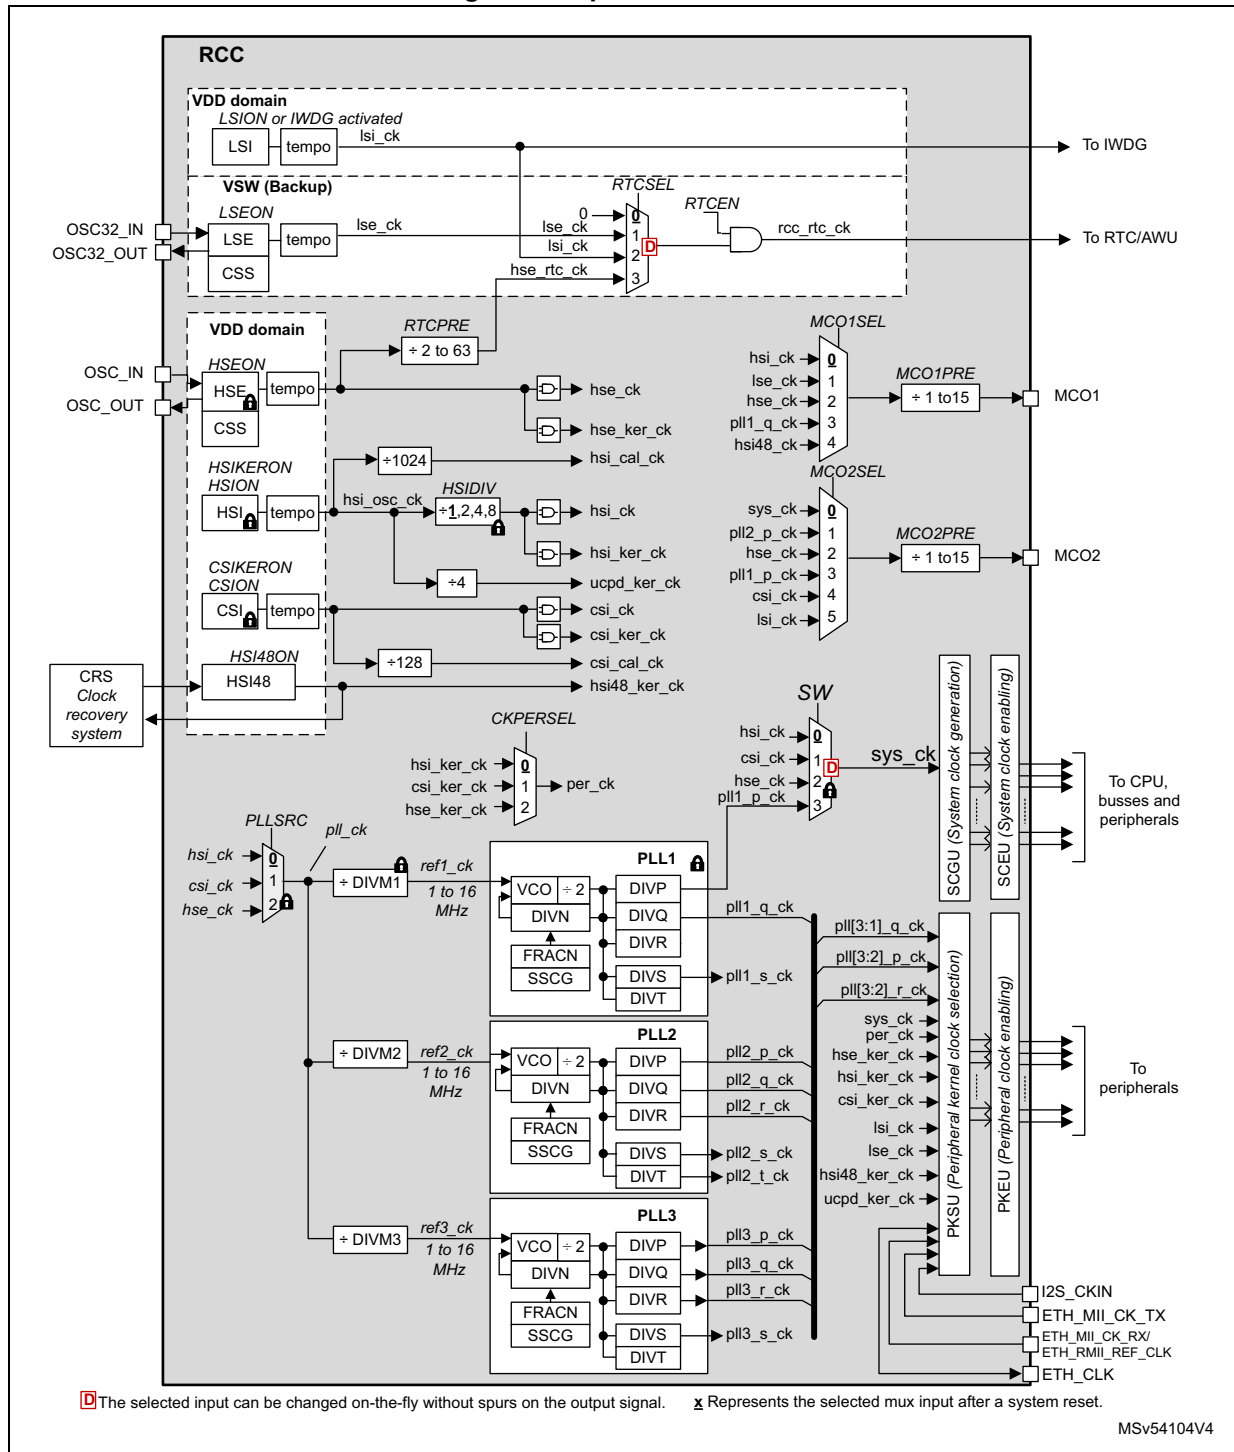 RCC
VDD domain
LSION or IWDG activated
LSI
tempo
lsi_ck
To IWDG
VSW (Backup)
RTCSEL
LSEON
RTCEN
OSC32_IN
OSC32_OUT
LSE
tempo
CSS
lse_ck
0
lse_ck
lsi_ck
hse_rtc_ck
0
1
2
3
D
rcc_rtc_ck
To RTC/AWU
VDD domain
RTCPRE
÷ 2 to 63
HSEON
OSC_IN
OSC_OUT
HSE
tempo
CSS
hse_ck
hse_ker_ck
÷1024
hsi_cal_ck
HSIKERON
HSION
HSI
tempo
hsi_osc_ck
HSIDIV
÷1,2,4,8
hsi_ck
hsi_ker_ck
÷4
ucpd_ker_ck
CSIKERON
CSION
CSI
tempo
csi_ck
csi_ker_ck
÷128
csi_cal_ck
HSI48ON
HSI48
hsi48_ker_ck
CRS
Clock
recovery
system
MCO1SEL
hsi_ck 0
lse_ck 1
hse_ck 2
pll1_q_ck 3
hsi48_ck 4
MCO1PRE
÷ 1 to15
MCO1
MCO2SEL
sys_ck 0
pll2_p_ck 1
hse_ck 2
pll1_p_ck 3
csi_ck 4
lsi_ck 5
MCO2PRE
÷ 1 to15
MCO2
CKPERSEL
hsi_ker_ck 0
csi_ker_ck 1
hse_ker_ck 2
per_ck
SW
hsi_ck 0
csi_ck 1
hse_ck 2
pll1_p_ck 3
D
sys_ck
SCGU (System clock generation)
SCEU (System clock enabling)
To CPU,
busses and
peripherals
PLLSRC
pll_ck
hsi_ck 0
csi_ck 1
hse_ck 2
÷ DIVM1
ref1_ck
1 to 16
MHz
PLL1
VCO ÷ 2
DIVN
FRACN
SSCG
DIVP
DIVQ
DIVR
DIVS
DIVT
pll1_q_ck
pll1_s_ck
÷ DIVM2
ref2_ck
1 to 16
MHz
PLL2
VCO ÷ 2
DIVN
FRACN
SSCG
DIVP
DIVQ
DIVR
DIVS
DIVT
pll2_p_ck
pll2_q_ck
pll2_r_ck
pll2_s_ck
pll2_t_ck
÷ DIVM3
ref3_ck
1 to 16
MHz
PLL3
VCO ÷ 2
DIVN
FRACN
SSCG
DIVP
DIVQ
DIVR
DIVS
DIVT
pll3_p_ck
pll3_q_ck
pll3_r_ck
pll3_s_ck
pll[3:1]_q_ck
pll[3:2]_p_ck
pll[3:2]_r_ck
sys_ck
per_ck
hse_ker_ck
hsi_ker_ck
csi_ker_ck
lsi_ck
lse_ck
hsi48_ker_ck
ucpd_ker_ck
PKSU (Peripheral kernel clock selection)
PKEU (Peripheral clock enabling)
To
peripherals
I2S_CKIN
ETH_MII_CK_TX
ETH_MII_CK_RX/
ETH_RMII_REF_CLK
ETH_CLK
D The selected input can be changed on-the-fly without spurs on the output signal.
x Represents the selected mux input after a system reset.
MSv54104V4